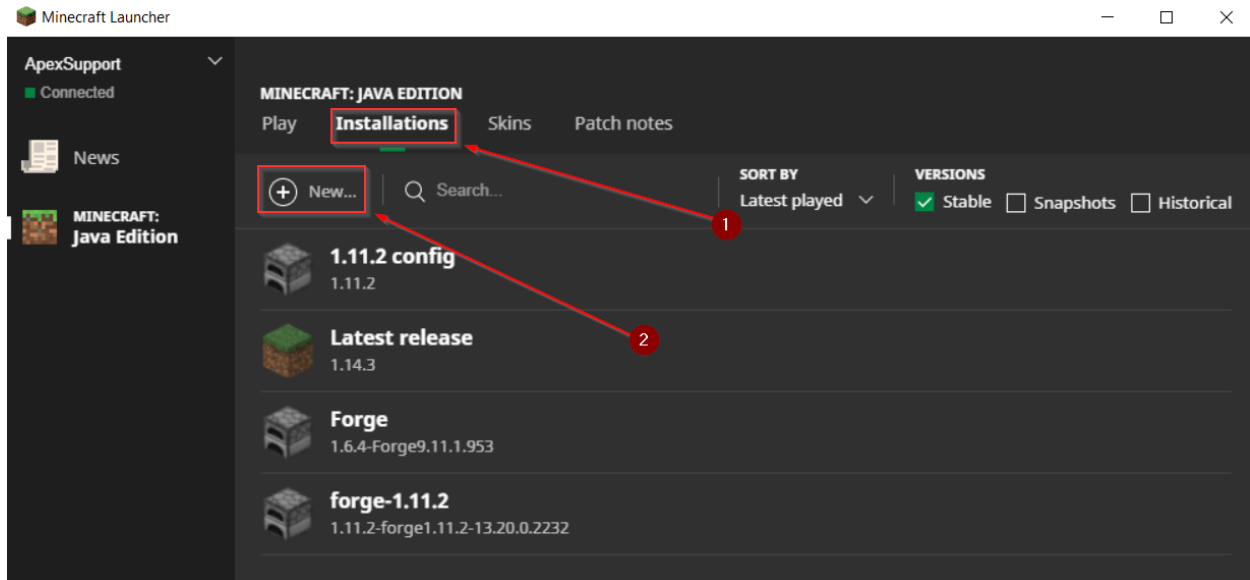 Minecraft Launcher
ApexSupport
Connected
News
MINECRAFT:
Java Edition
MINECRAFT: JAVA EDITION
Play Installations Skins Patch notes
New... Search...
SORT BY
Latest played
VERSIONS
Stable Snapshots Historical
1
1.11.2 config
1.11.2
2
Latest release
1.14.3
Forge
1.6.4-Forge9.11.1.953
forge-1.11.2
1.11.2-forge1.11.2-13.20.0.2232